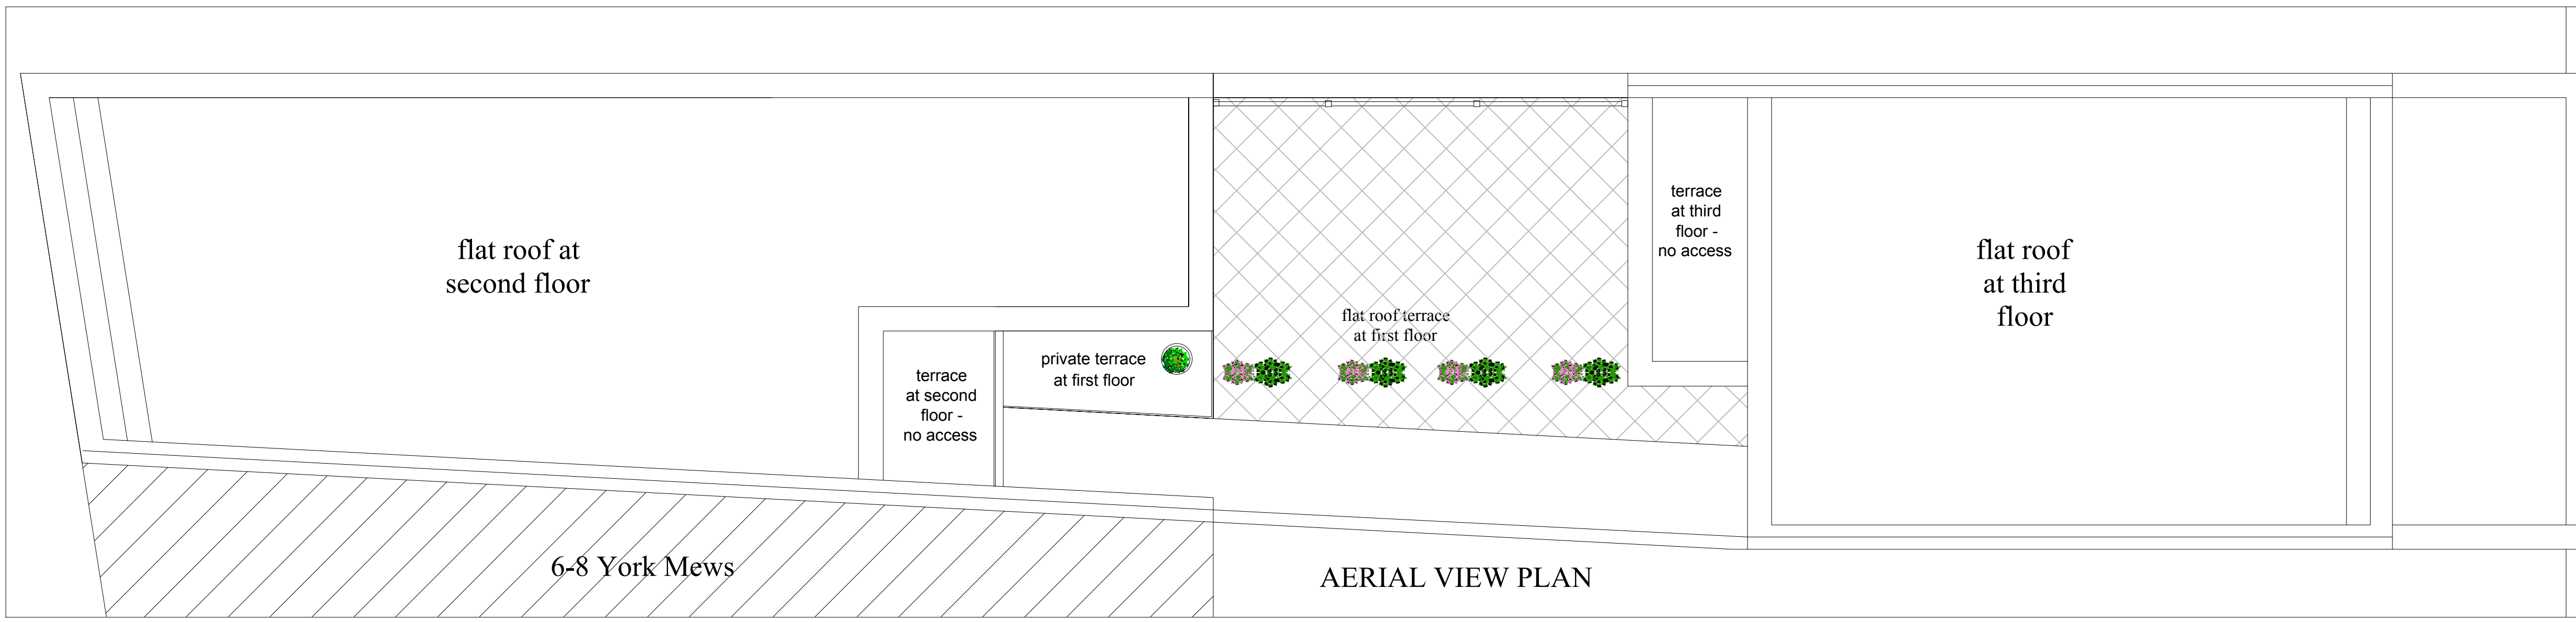 flat roof at
second floor
terrace
at second
floor -
no access
private terrace
at first floor
flat roof terrace
at first floor
terrace
at third
floor -
no access
flat roof
at third
floor
6-8 York Mews
AERIAL VIEW PLAN